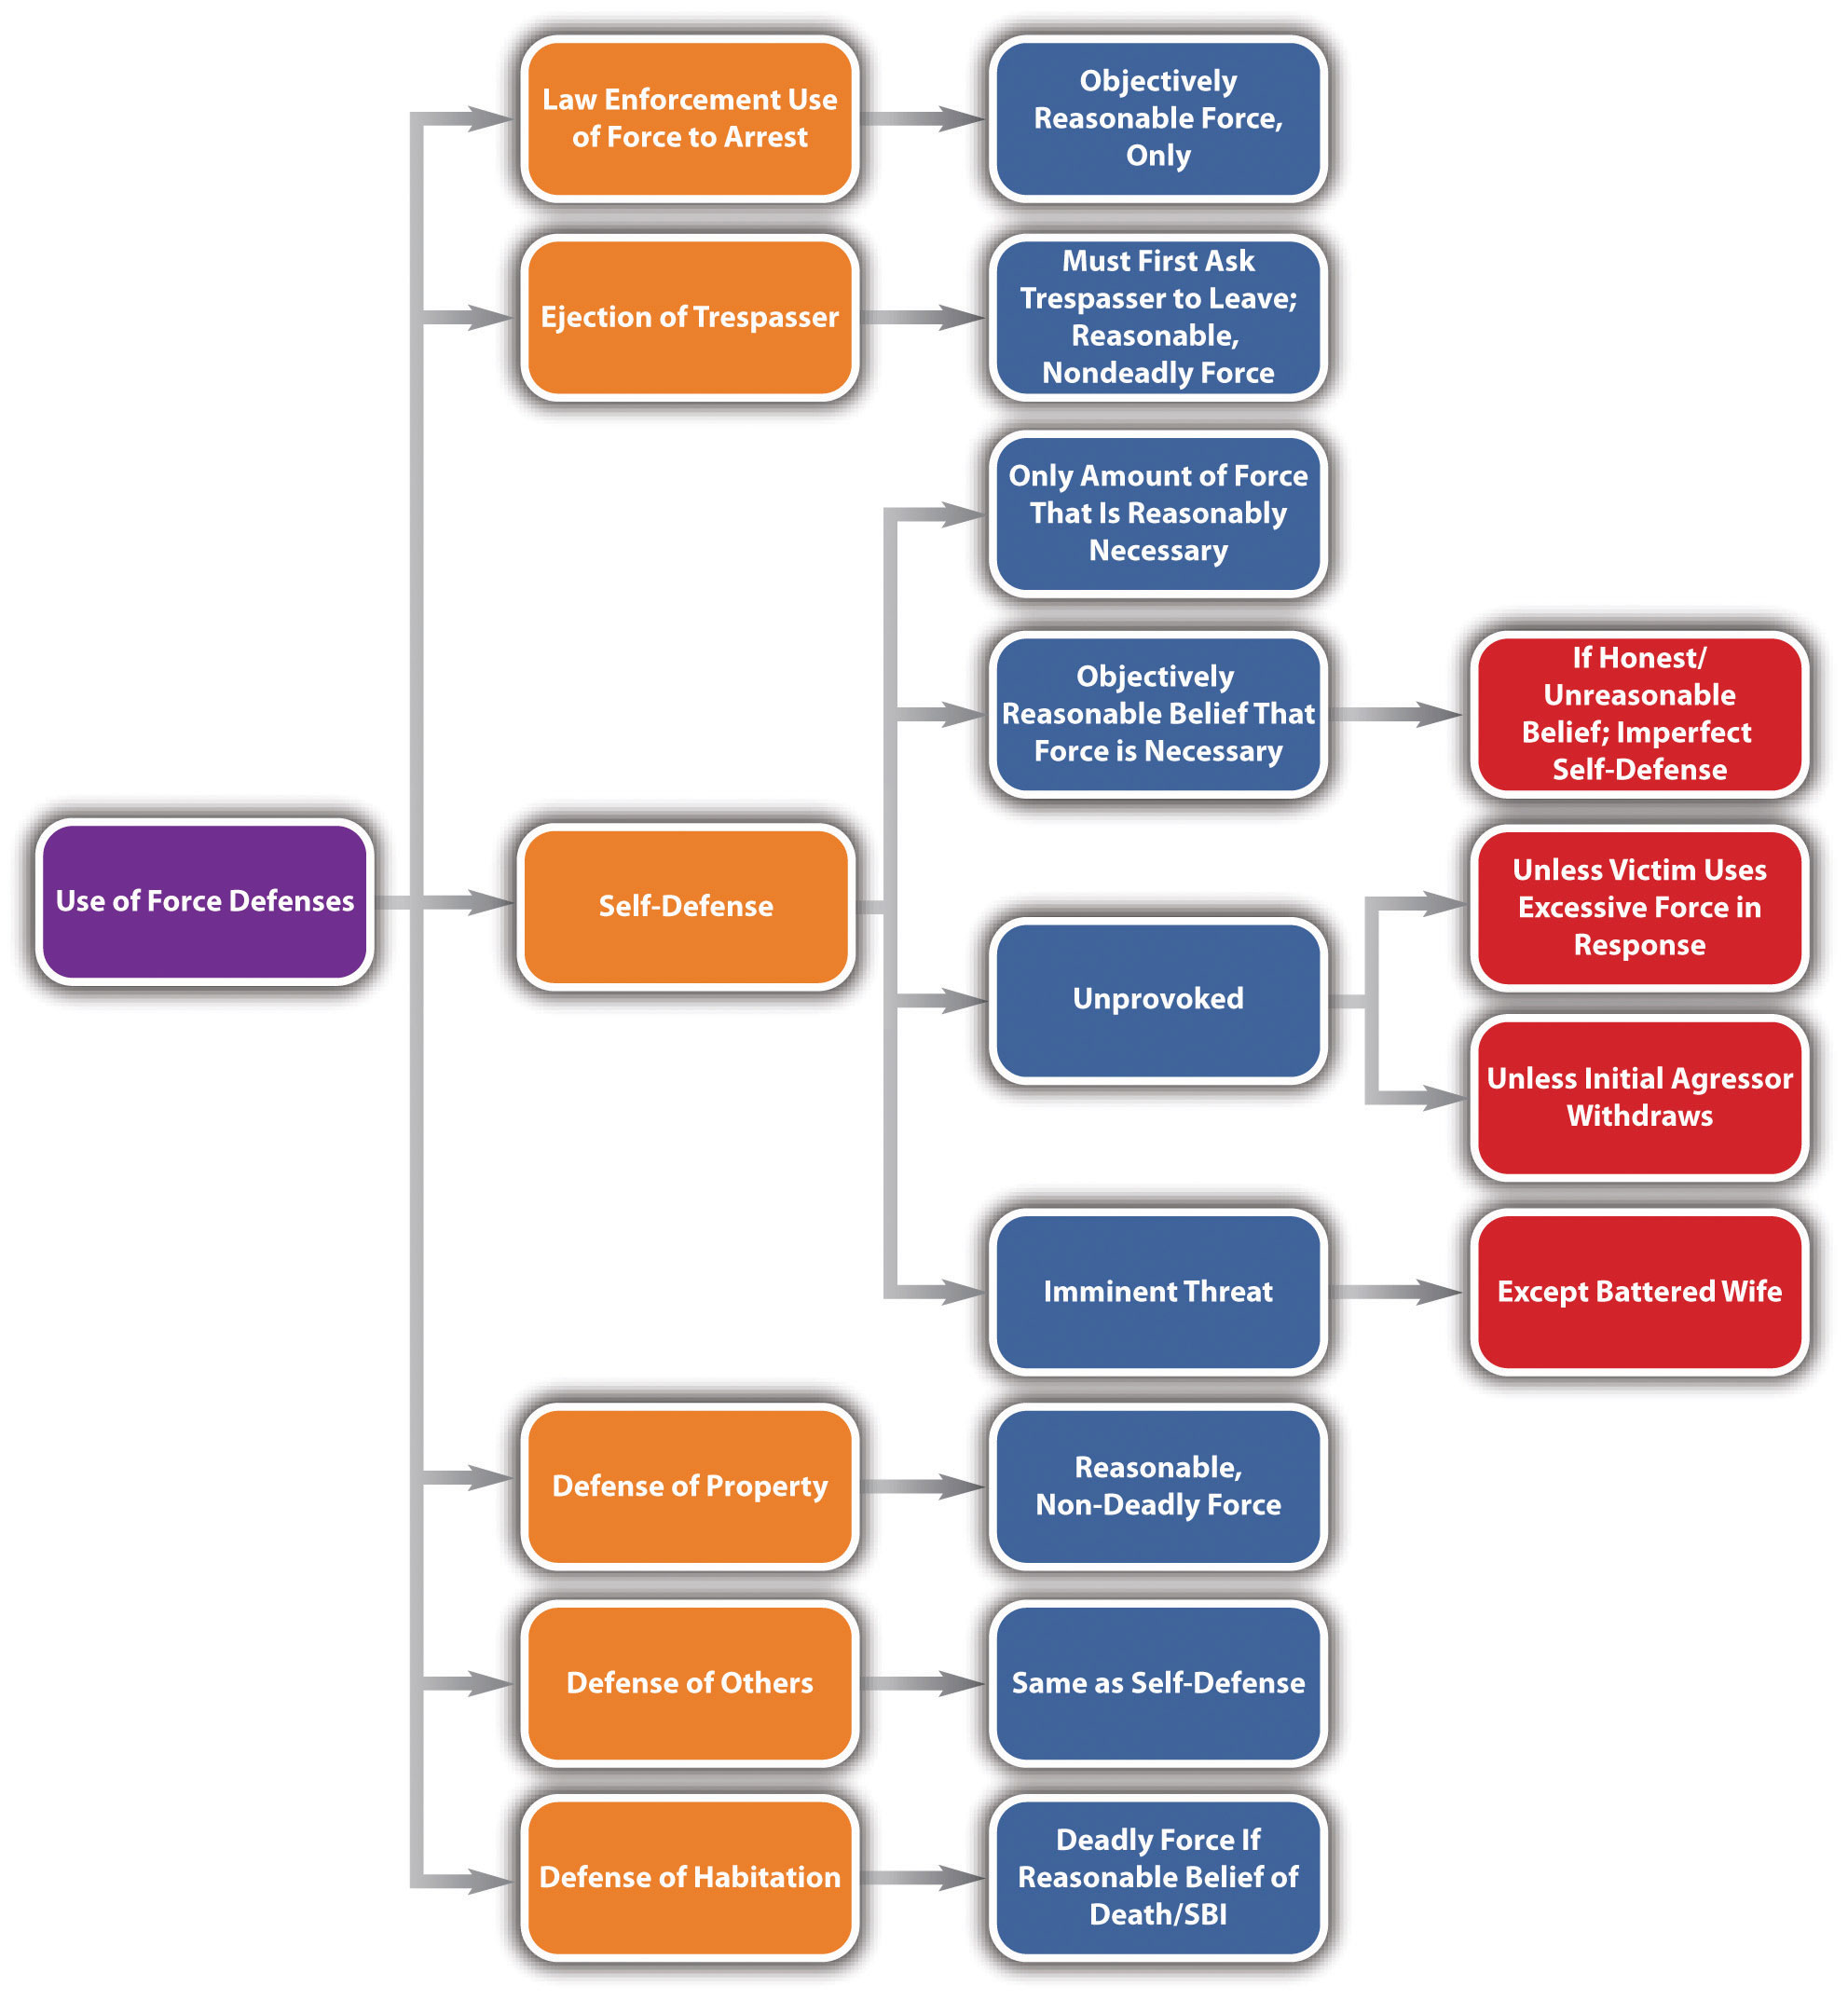 Use of Force Defenses
Law Enforcement Use
of Force to Arrest
Objectively
Reasonable Force,
Only
Ejection of Trespasser
Must First Ask
Trespasser to Leave;
Reasonable,
Nondeadly Force
Self-Defense
Only Amount of Force
That Is Reasonably
Necessary
Objectively
Reasonable Belief That
Force is Necessary
If Honest/
Unreasonable
Belief; Imperfect
Self-Defense
Unprovoked
Unless Victim Uses
Excessive Force in
Response
Unless Initial Agressor
Withdraws
Imminent Threat
Except Battered Wife
Defense of Property
Reasonable,
Non-Deadly Force
Defense of Others
Same as Self-Defense
Defense of Habitation
Deadly Force If
Reasonable Belief of
Death/SBI